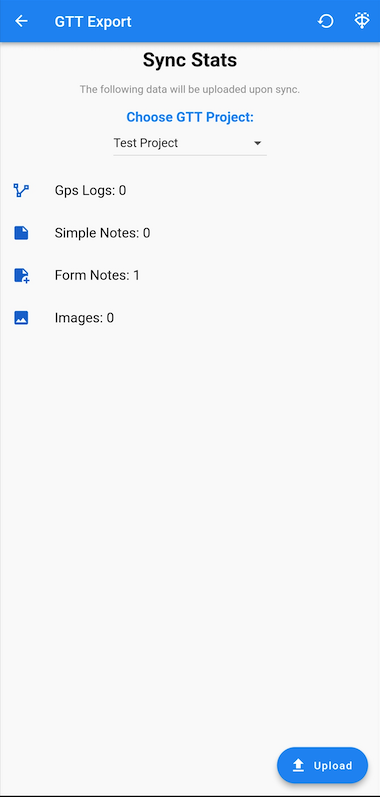 GTT Export
Sync Stats
The following data will be uploaded upon sync.
Choose GTT Project:
Test Project
Gps Logs: 0
Simple Notes: 0
Form Notes: 1
Images: 0
Upload